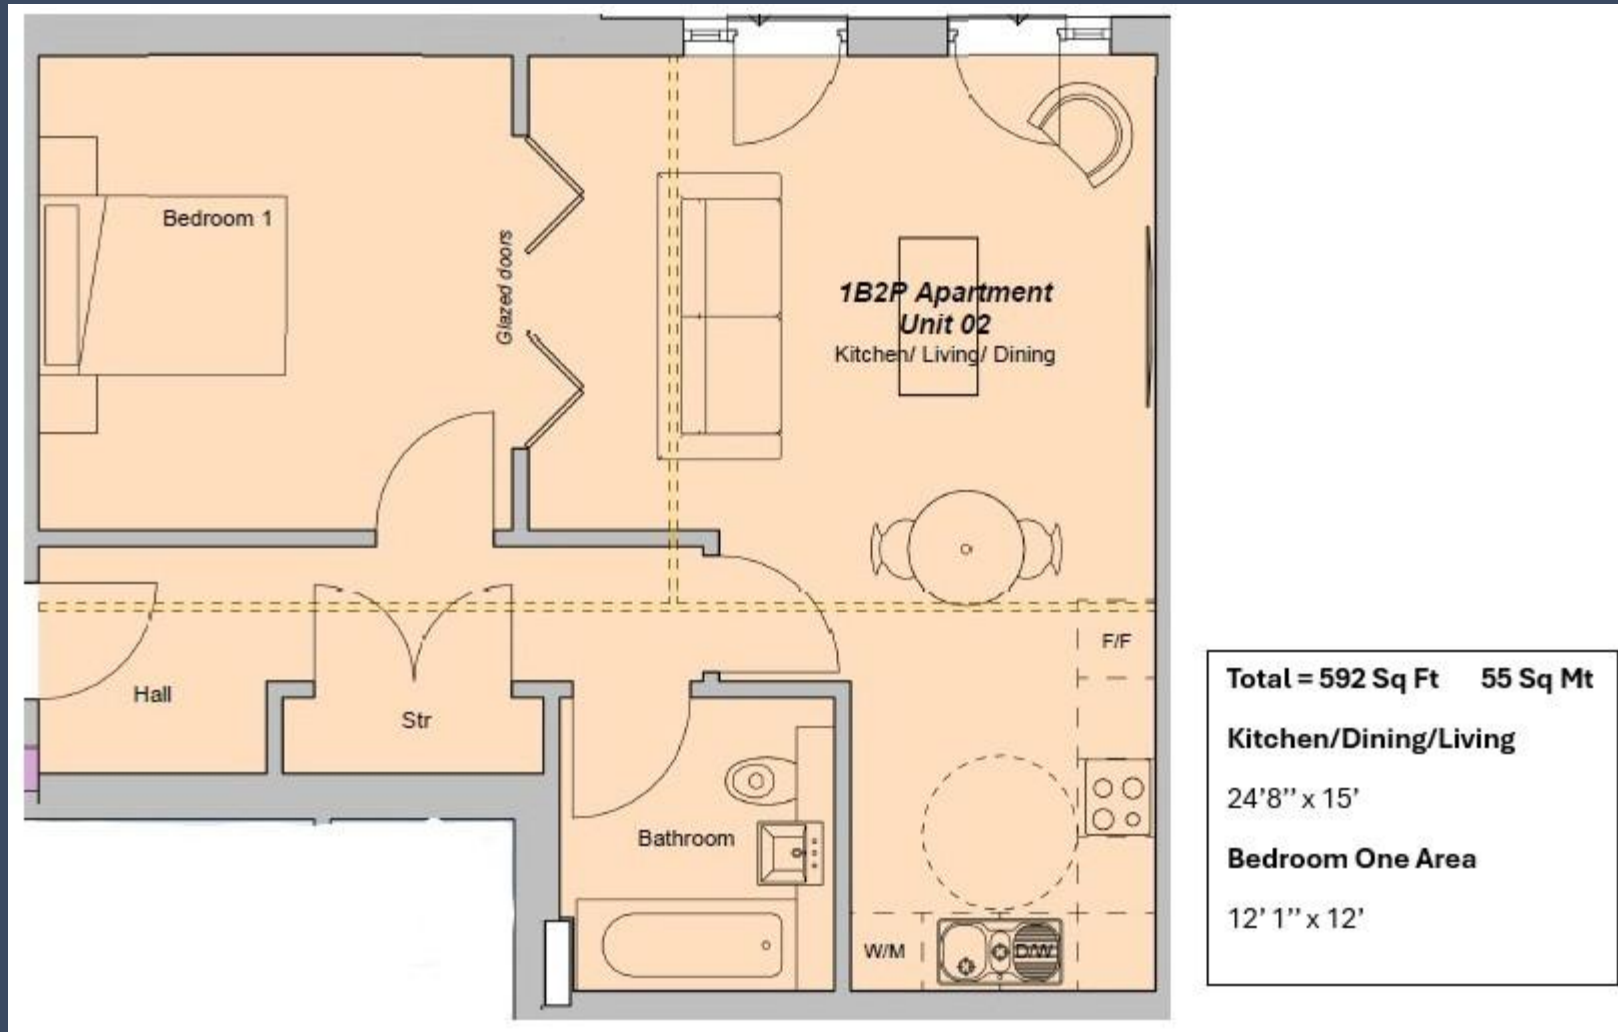 Bedroom 1
Glazed doors
1B2P Apartment
Unit 02
Kitchen/ Living/ Dining
F/F
Hall
Str
Bathroom
W/M
D/W
Total = 592 Sq Ft 55 Sq Mt
Kitchen/Dining/Living
24’8’’ x 15’
Bedroom One Area
12’ 1’’ x 12’